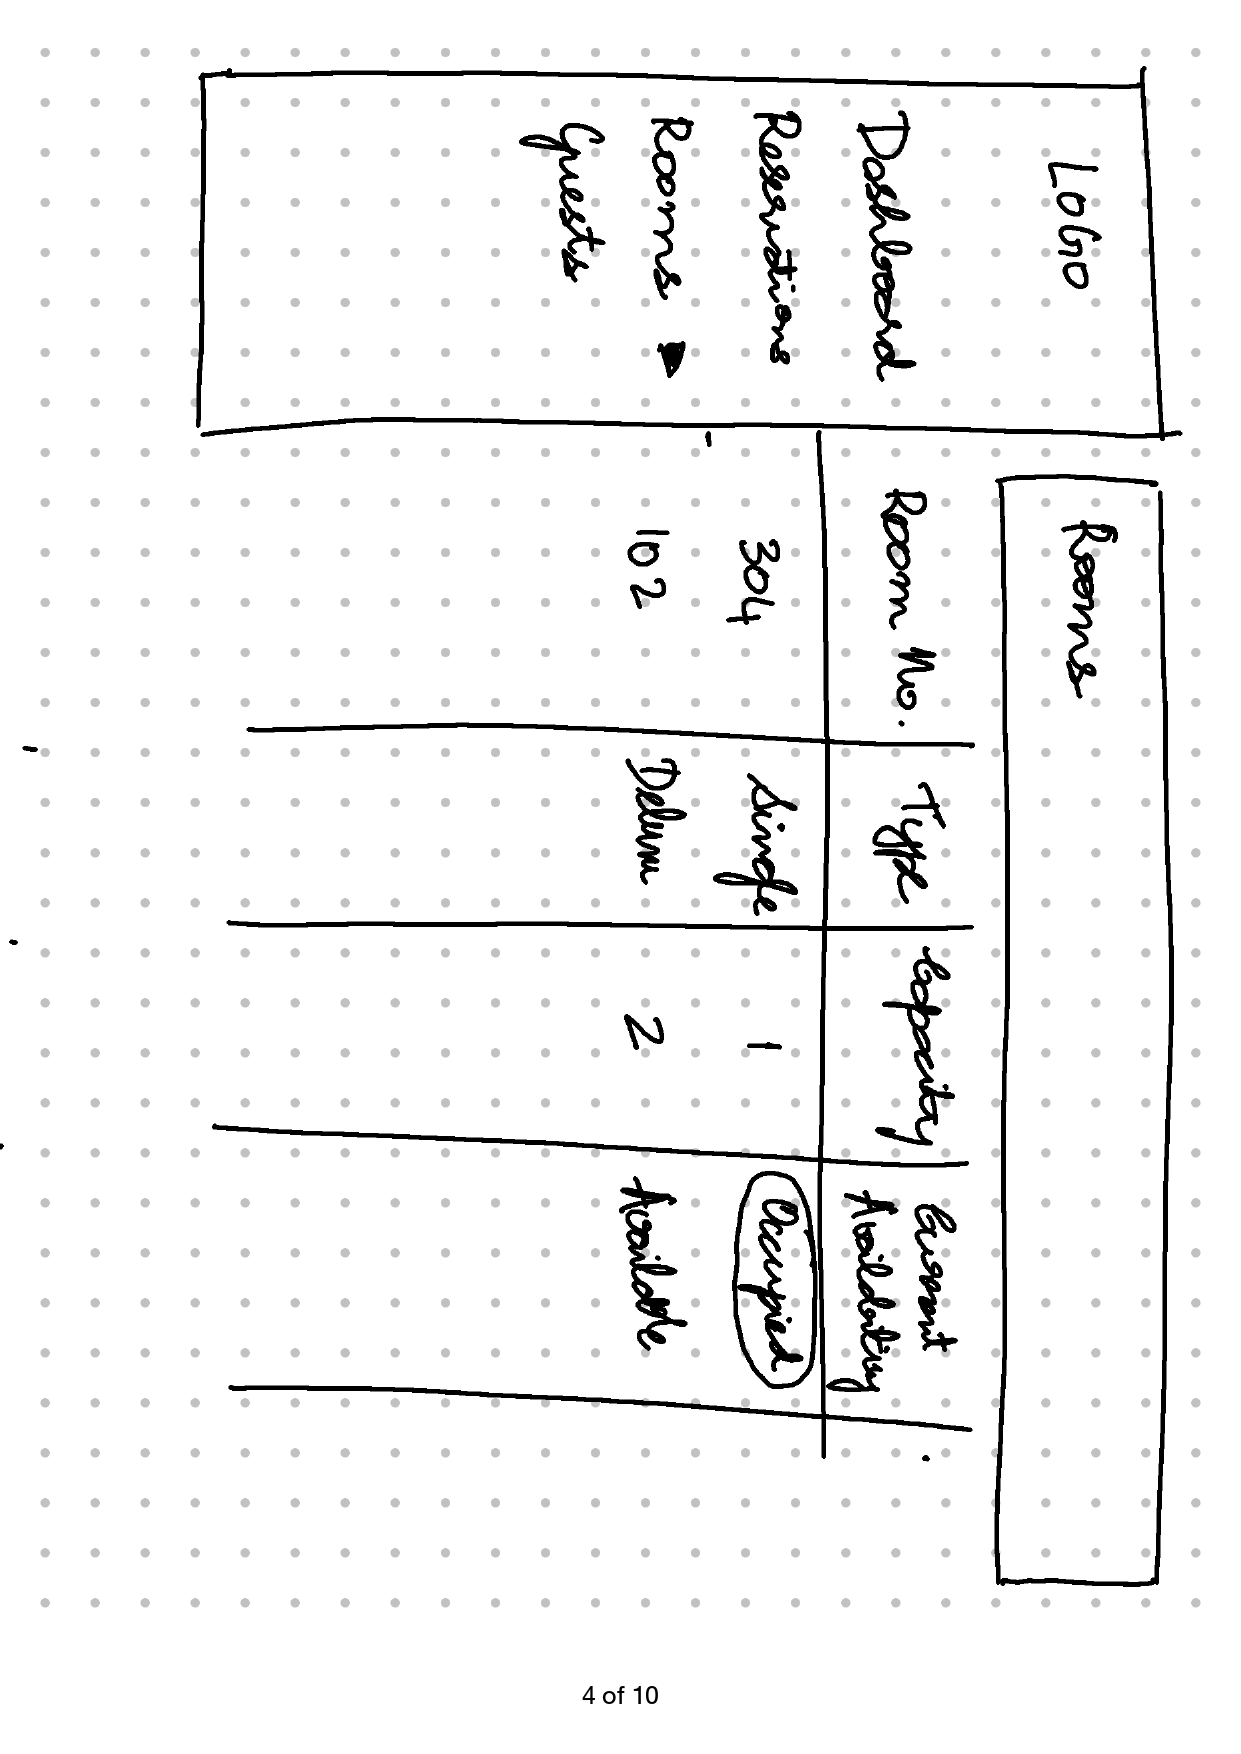 LOGO
Dashboard
Reservations
Rooms
Guests
Rooms
Room No. Type Capacity Current Availability
304 Single 1 Occupied
102 Deluxe 2 Available
4 of 10